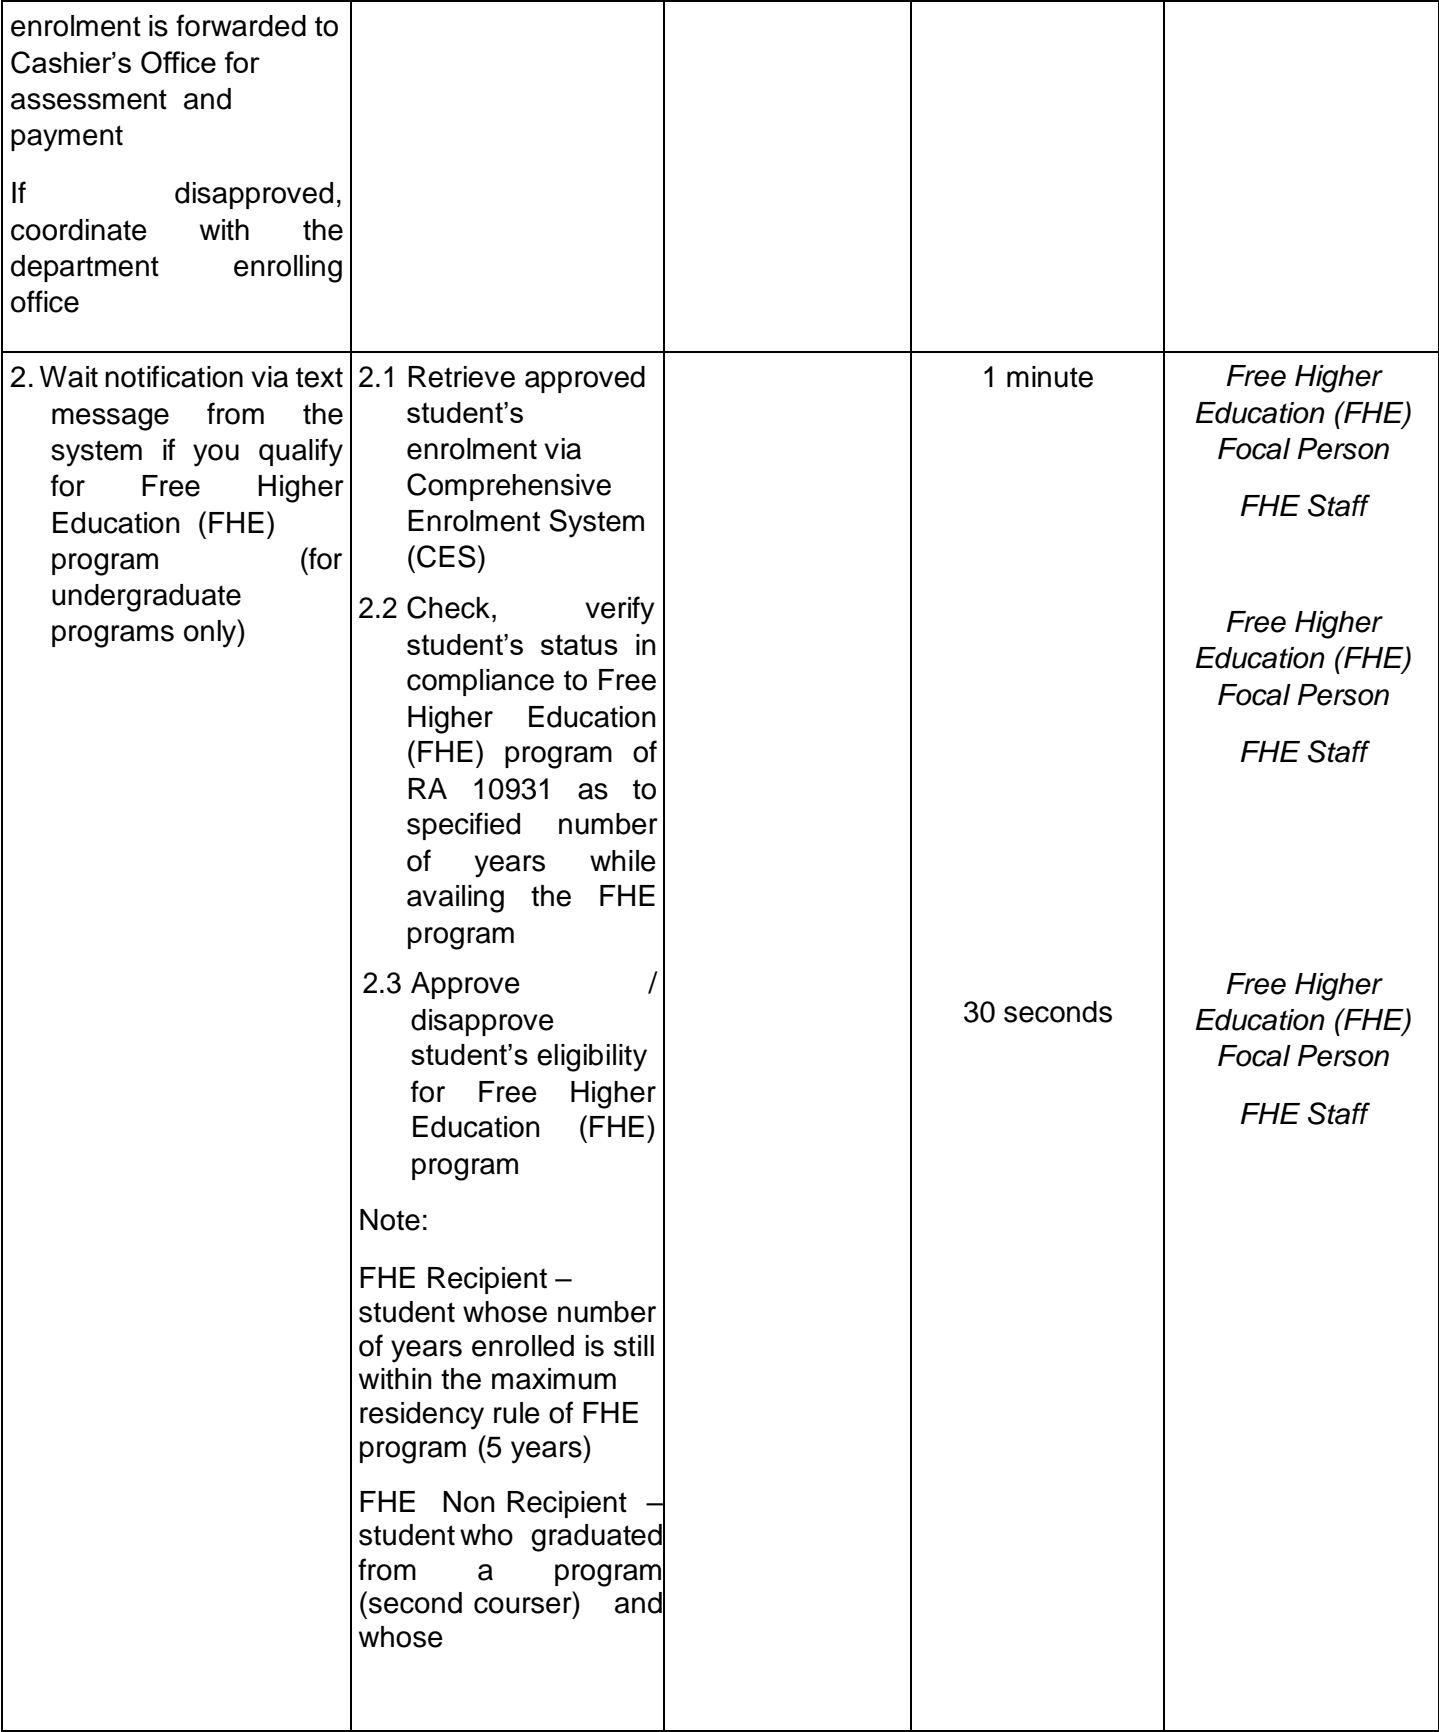 enrolment is forwarded to
Cashier’s Office for
assessment and
payment
If disapproved,
coordinate with the
department enrolling
office
2. Wait notification via text
message from the
system if you qualify
for Free Higher
Education (FHE)
program (for
undergraduate
programs only)
2.1 Retrieve approved
student’s
enrolment via
Comprehensive
Enrolment System
(CES)
2.2 Check, verify
student’s status in
compliance to Free
Higher Education
(FHE) program of
RA 10931 as to
specified number
of years while
availing the FHE
program
2.3 Approve /
disapprove
student’s eligibility
for Free Higher
Education (FHE)
program
Note:
FHE Recipient –
student whose number
of years enrolled is still
within the maximum
residency rule of FHE
program (5 years)
FHE Non Recipient –
student who graduated
from a program
(second courser) and
whose
1 minute
30 seconds
Free Higher
Education (FHE)
Focal Person
FHE Staff
Free Higher
Education (FHE)
Focal Person
FHE Staff
Free Higher
Education (FHE)
Focal Person
FHE Staff